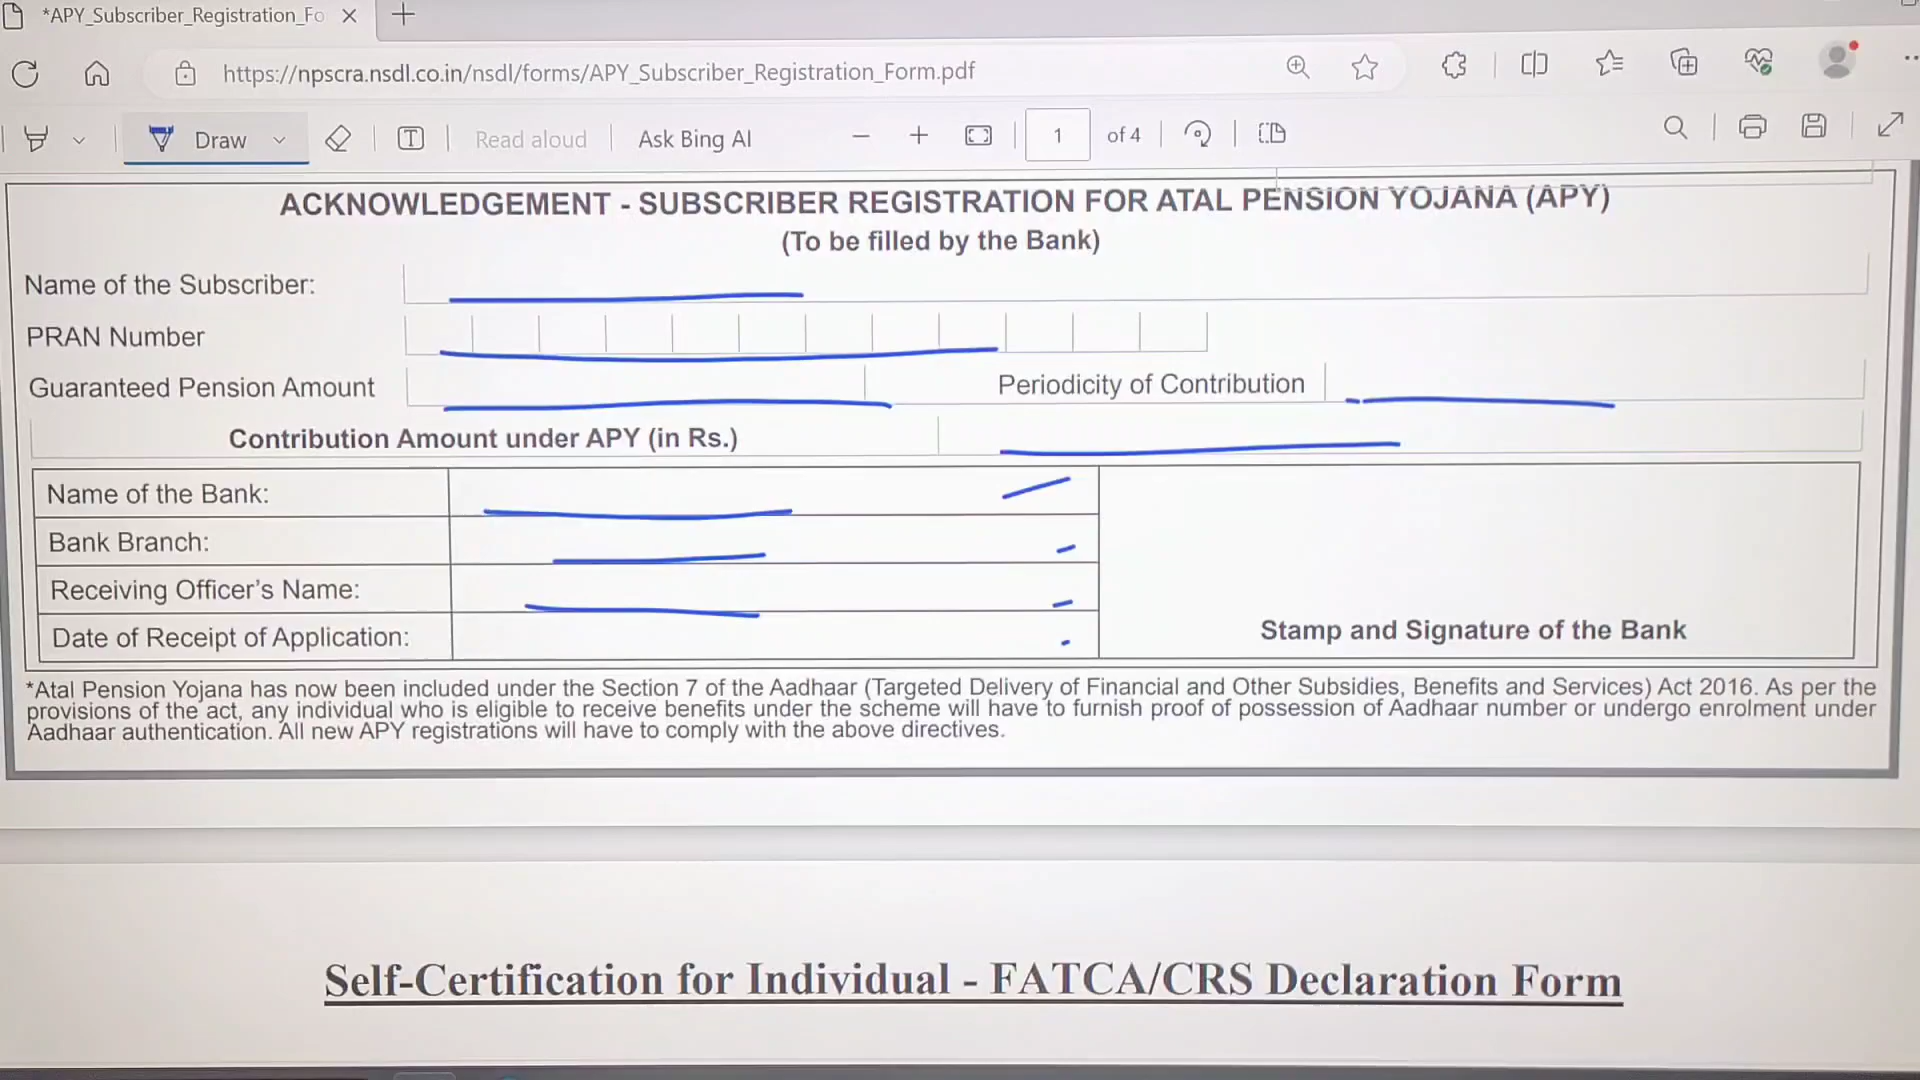 *APY_Subscriber_Registration_Fo
https://npscra.nsdl.co.in/nsdl/forms/APY_Subscriber_Registration_Form.pdf
Draw
Read aloud
Ask Bing AI
1 of 4
ACKNOWLEDGEMENT - SUBSCRIBER REGISTRATION FOR ATAL PENSION YOJANA (APY)
(To be filled by the Bank)
Name of the Subscriber:
PRAN Number
Guaranteed Pension Amount
Periodicity of Contribution
Contribution Amount under APY (in Rs.)
Name of the Bank:
Bank Branch:
Receiving Officer’s Name:
Date of Receipt of Application:
Stamp and Signature of the Bank
*Atal Pension Yojana has now been included under the Section 7 of the Aadhaar (Targeted Delivery of Financial and Other Subsidies, Benefits and Services) Act 2016. As per the
provisions of the act, any individual who is eligible to receive benefits under the scheme will have to furnish proof of possession of Aadhaar number or undergo enrolment under
Aadhaar authentication. All new APY registrations will have to comply with the above directives.
Self-Certification for Individual - FATCA/CRS Declaration Form